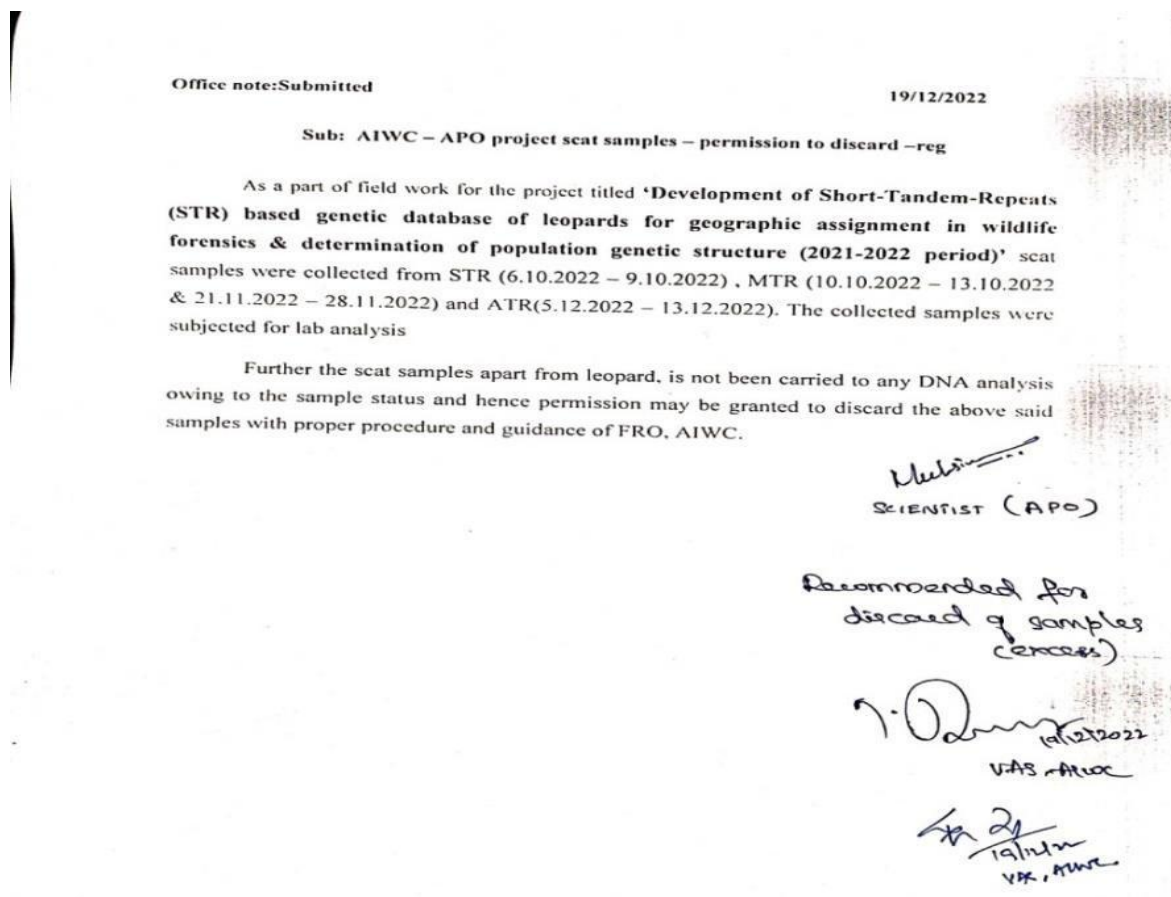 Office note:Submitted
19/12/2022
Sub: AIWC – APO project scat samples – permission to discard –reg
As a part of field work for the project titled ‘Development of Short-Tandem-Repeats
(STR) based genetic database of leopards for geographic assignment in wildlife
forensics & determination of population genetic structure (2021-2022 period)’ scat
samples were collected from STR (6.10.2022 – 9.10.2022) , MTR (10.10.2022 – 13.10.2022
& 21.11.2022 – 28.11.2022) and ATR(5.12.2022 – 13.12.2022). The collected samples were
subjected for lab analysis
Further the scat samples apart from leopard, is not been carried to any DNA analysis
owing to the sample status and hence permission may be granted to discard the above said
samples with proper procedure and guidance of FRO, AIWC.
SCIENTIST (APO)
Recommended for
discard of samples
(excess)
19/12/2022
VAS, AIWC
19/12/22
VAS, AIWC